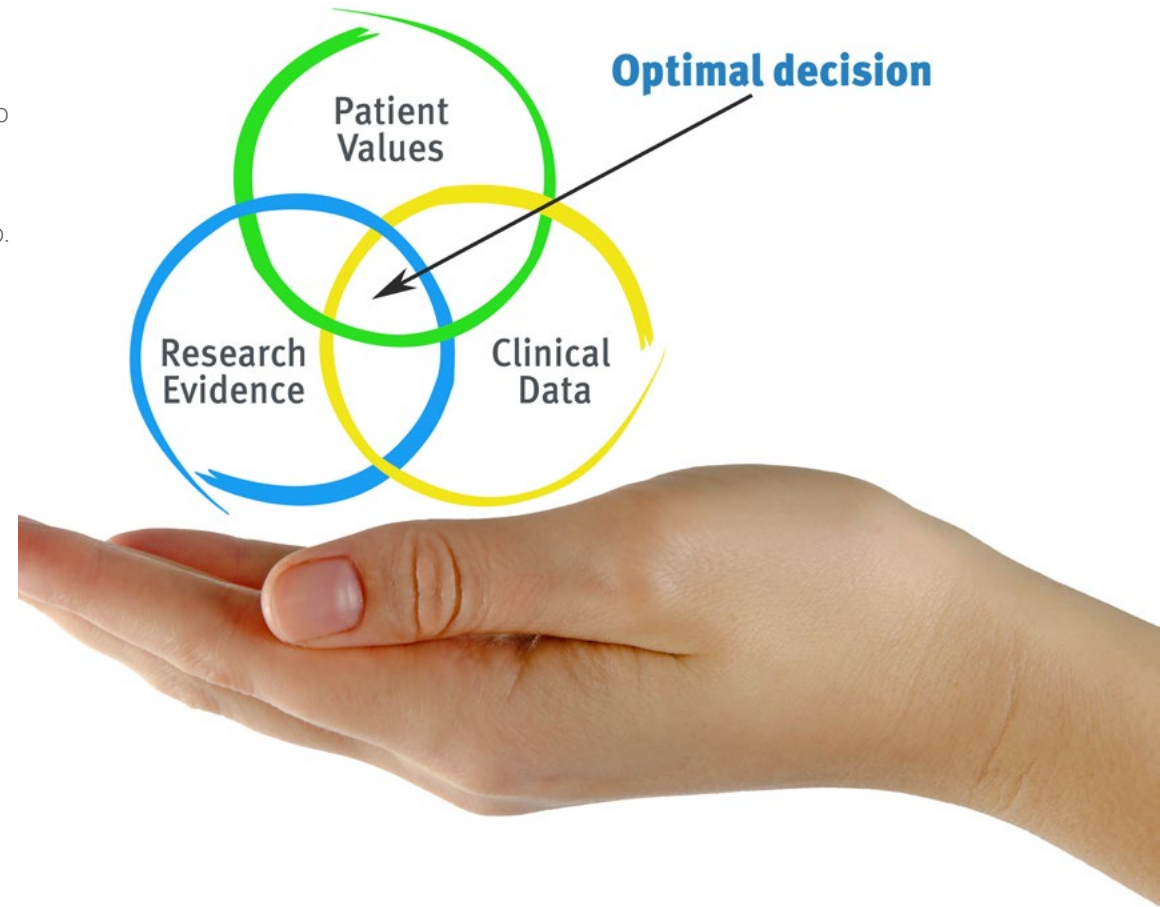 Optimal decision
Patient
Values
Research
Evidence
Clinical
Data